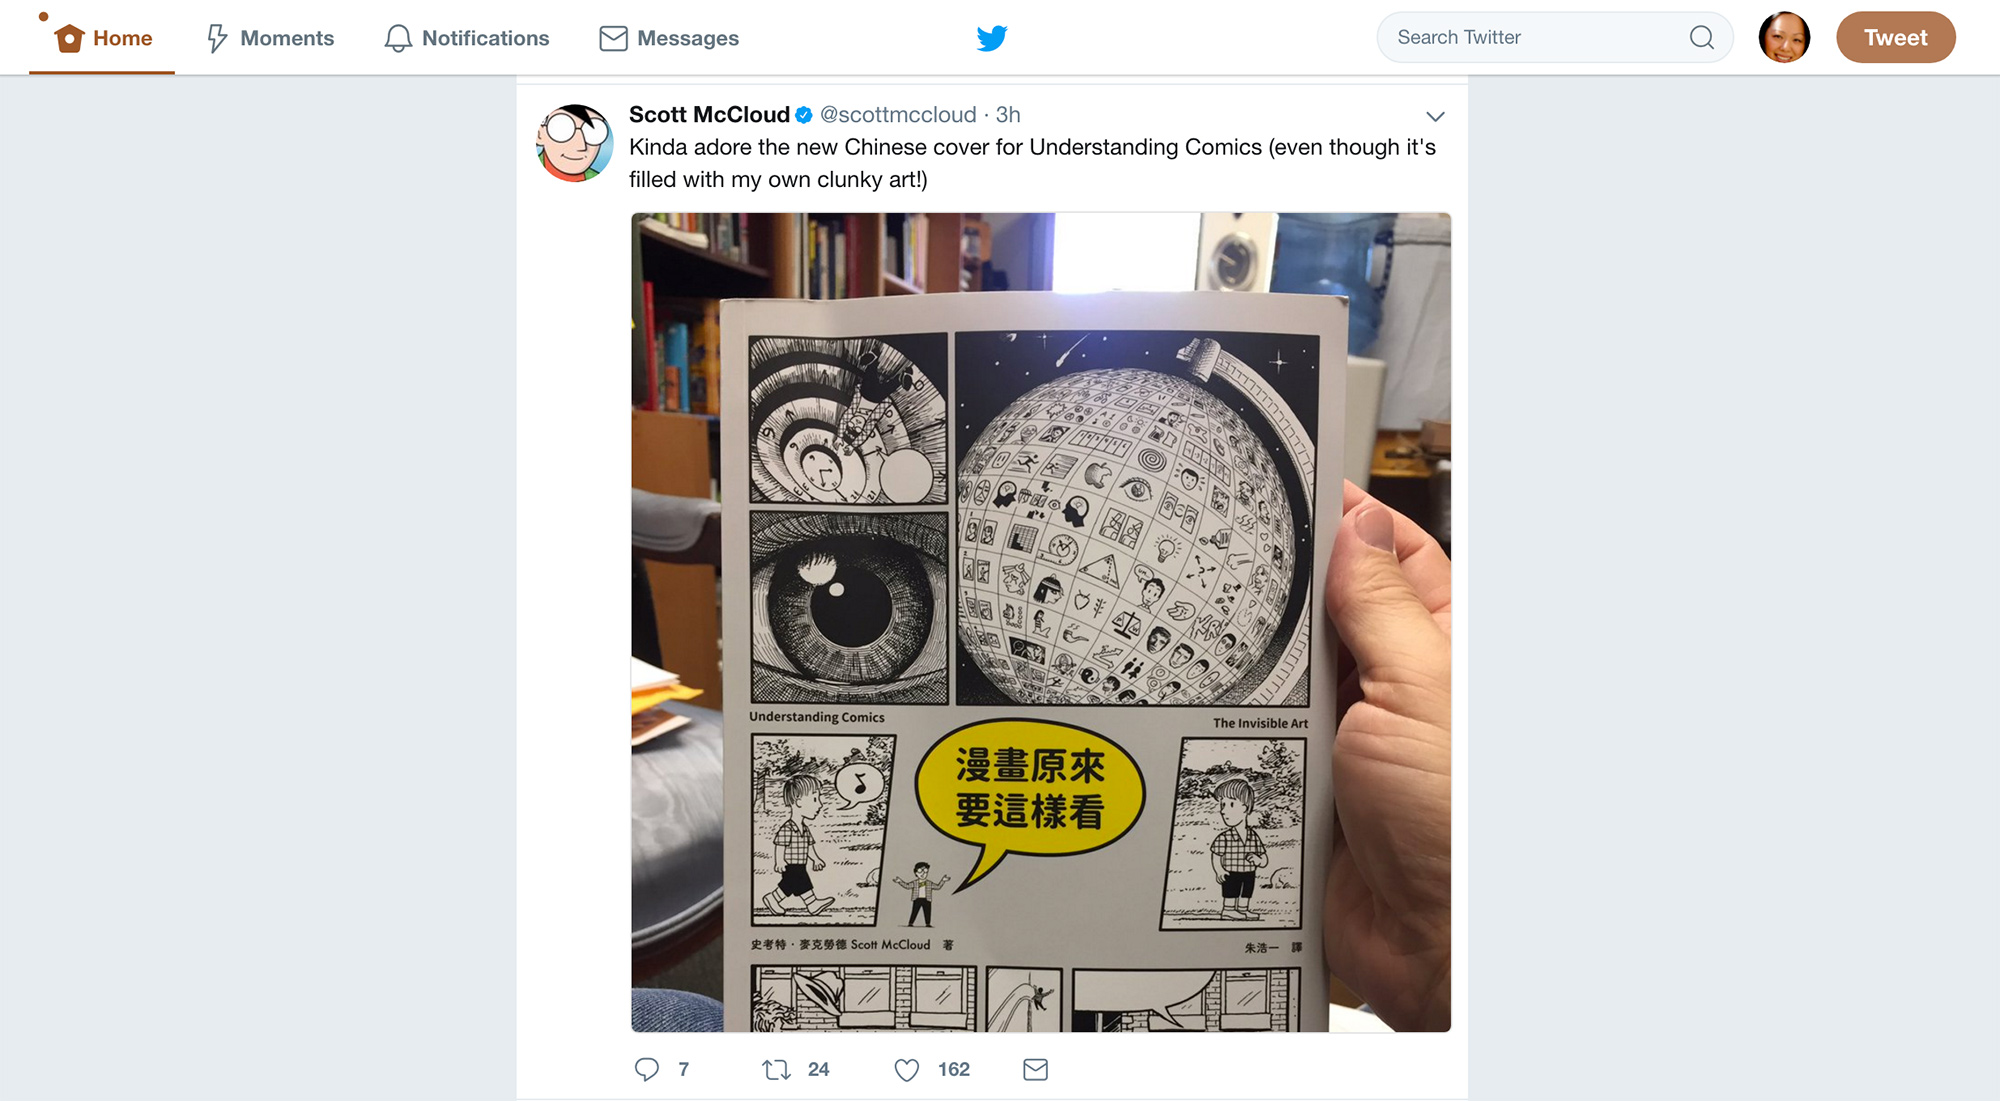 Home
Moments
Notifications
Messages
Search Twitter
Tweet
Scott McCloud @scottmccloud · 3h
Kinda adore the new Chinese cover for Understanding Comics (even though it's
filled with my own clunky art!)
Understanding Comics
The Invisible Art
漫畫原來
要這樣看
史考特·麥克勞德 Scott McCloud 著
朱浩一 譯
7
24
162